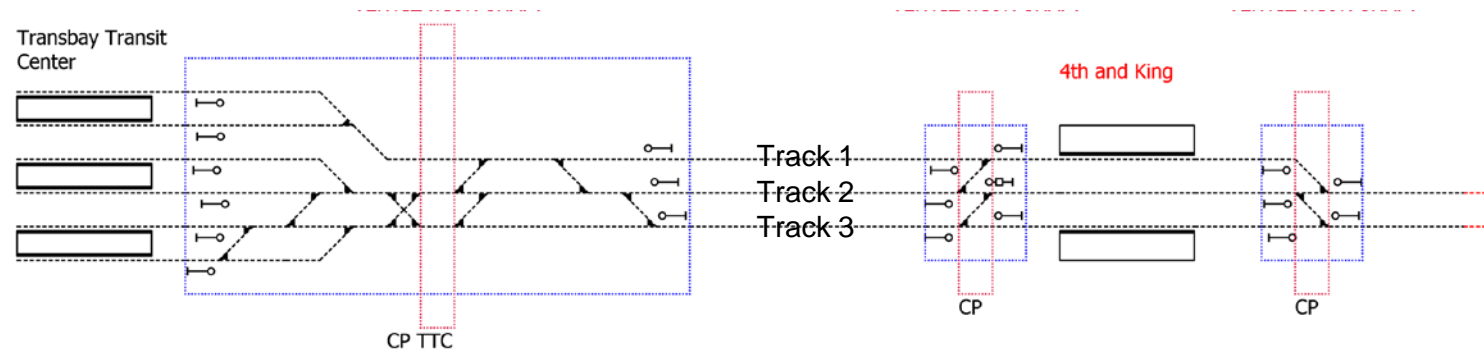 Transbay Transit
Center
4th and King
Track 1
Track 2
Track 3
CP
CP
CP TTC